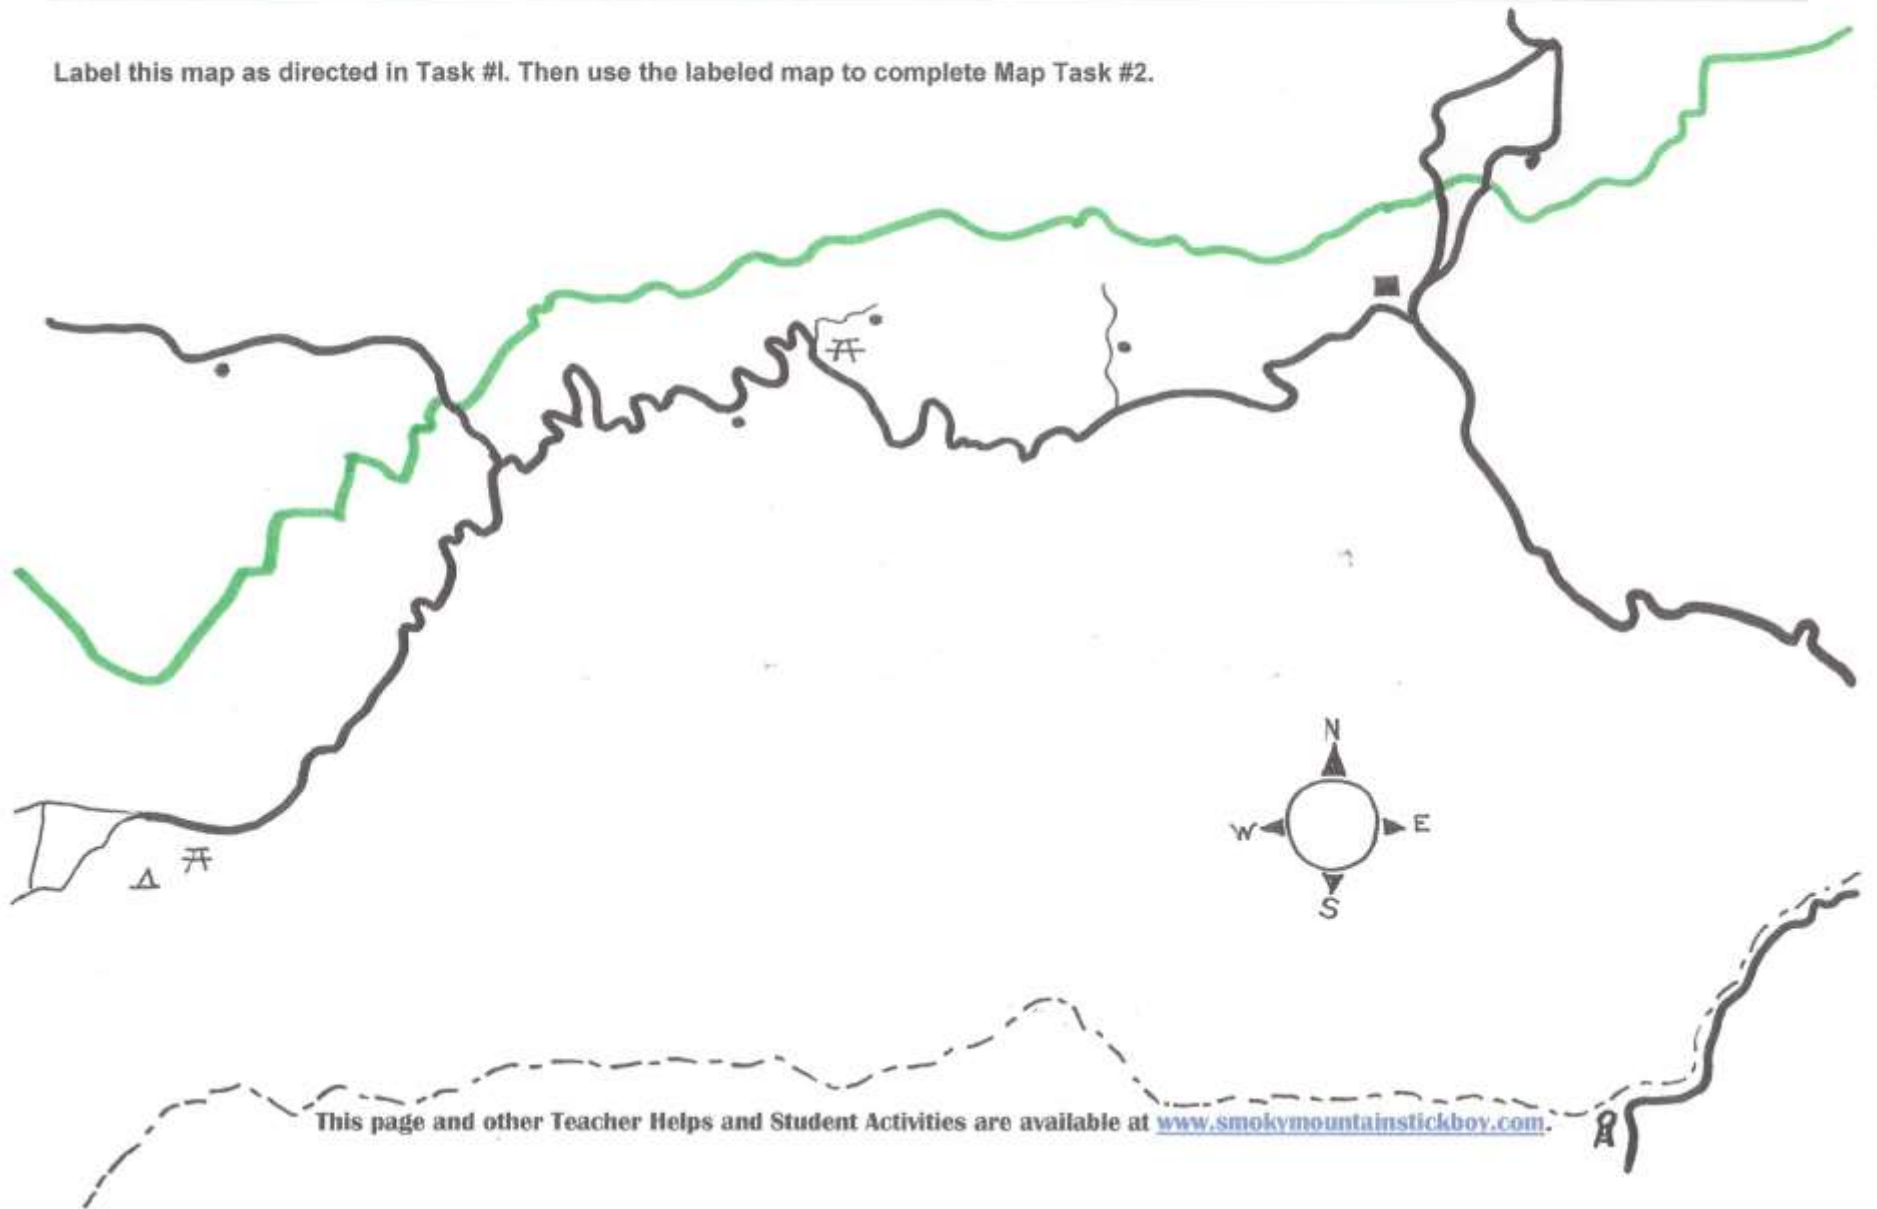 Label this map as directed in Task #I. Then use the labeled map to complete Map Task #2.
N
W E
S
This page and other Teacher Helps and Student Activities are available at www.smokymountainstickboy.com.